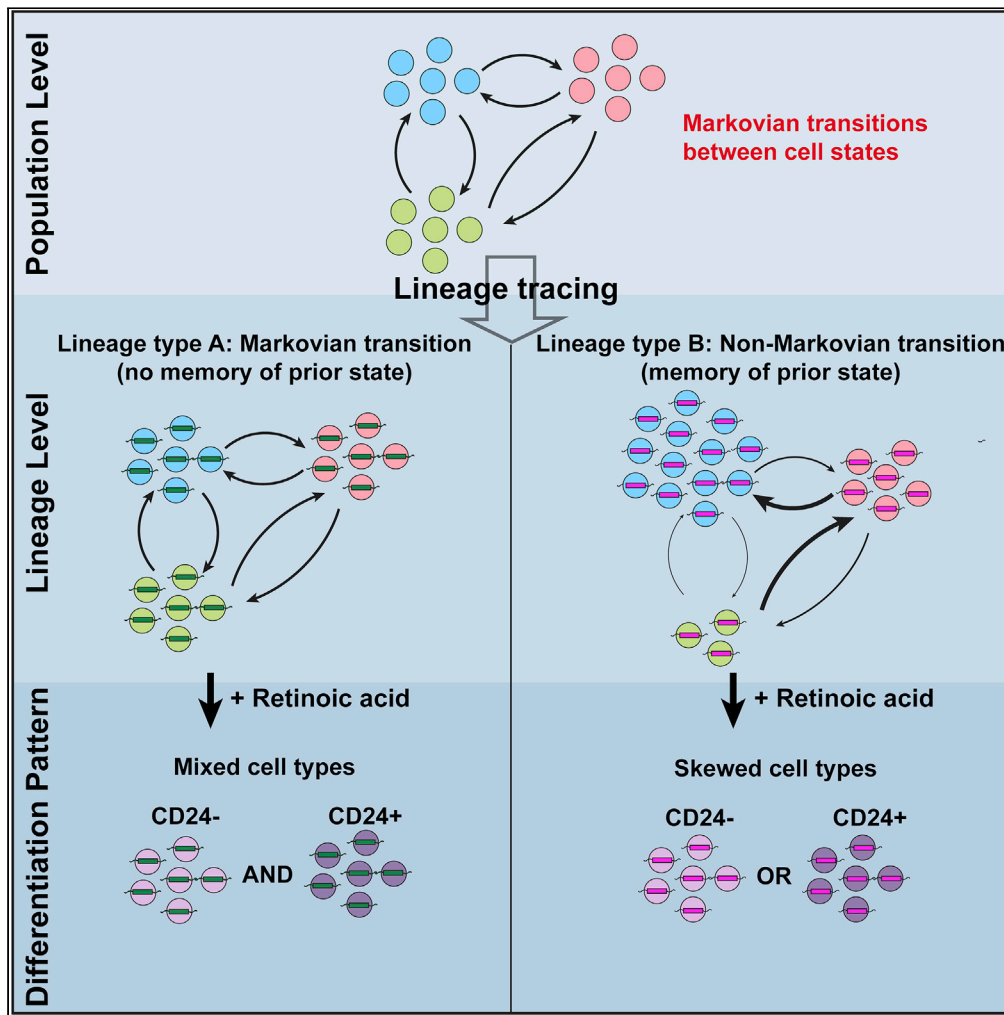 Population Level
Markovian transitions
between cell states
Lineage tracing
Lineage Level
Lineage type A: Markovian transition
(no memory of prior state)
Lineage type B: Non-Markovian transition
(memory of prior state)
+ Retinoic acid
+ Retinoic acid
Differentiation Pattern
Mixed cell types
CD24-
CD24+
AND
Skewed cell types
CD24-
CD24+
OR